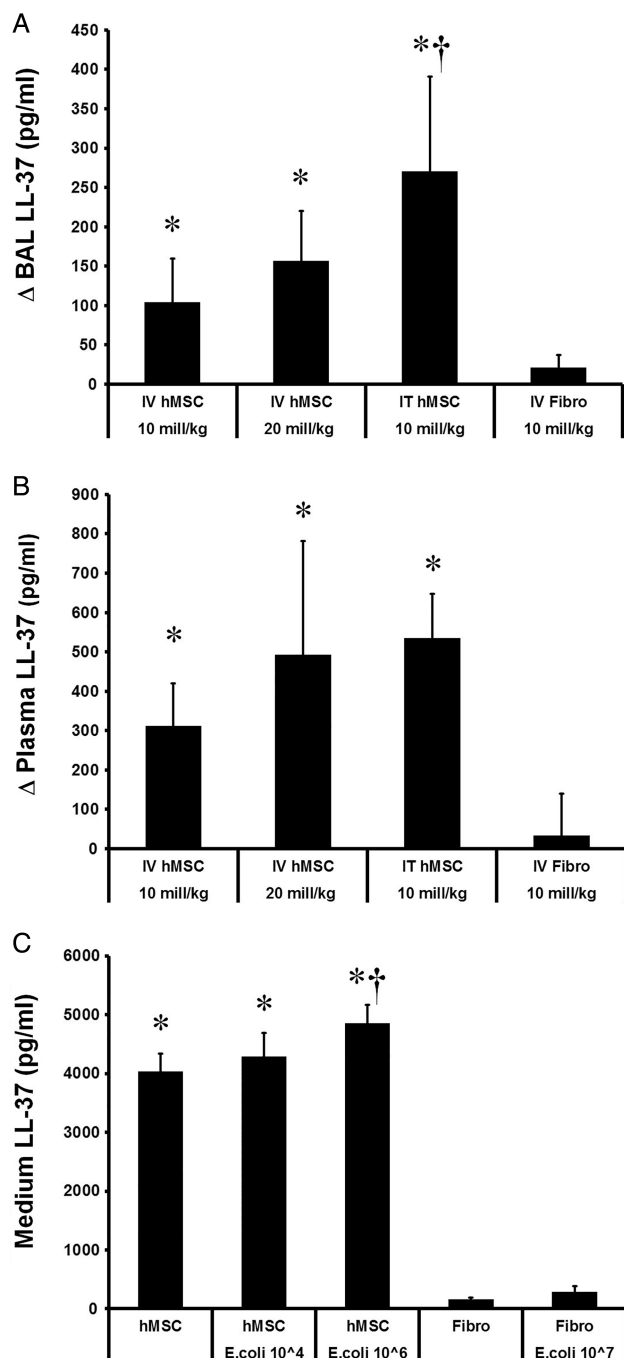 A
Δ BAL LL-37 (pg/ml)
450
400
350
300
250
200
150
100
50
0
*
*
*†
IV hMSC
10 mill/kg
IV hMSC
20 mill/kg
IT hMSC
10 mill/kg
IV Fibro
10 mill/kg
B
Δ Plasma LL-37 (pg/ml)
900
800
700
600
500
400
300
200
100
0
*
*
*
IV hMSC
10 mill/kg
IV hMSC
20 mill/kg
IT hMSC
10 mill/kg
IV Fibro
10 mill/kg
C
Medium LL-37 (pg/ml)
6000
5000
4000
3000
2000
1000
0
*
*
*†
hMSC
hMSC
E.coli 10^4
hMSC
E.coli 10^6
Fibro
Fibro
E.coli 10^7